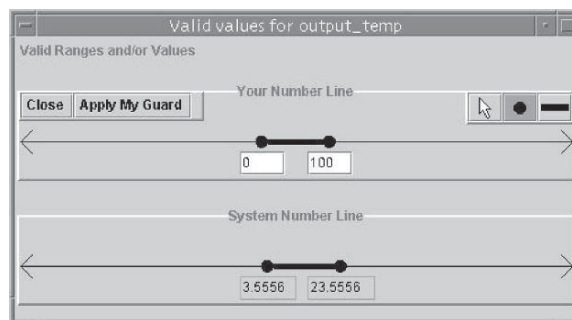 Valid values for output_temp
Valid Ranges and/or Values
Your Number Line
Close Apply My Guard
0 100
System Number Line
3.5556 23.5556